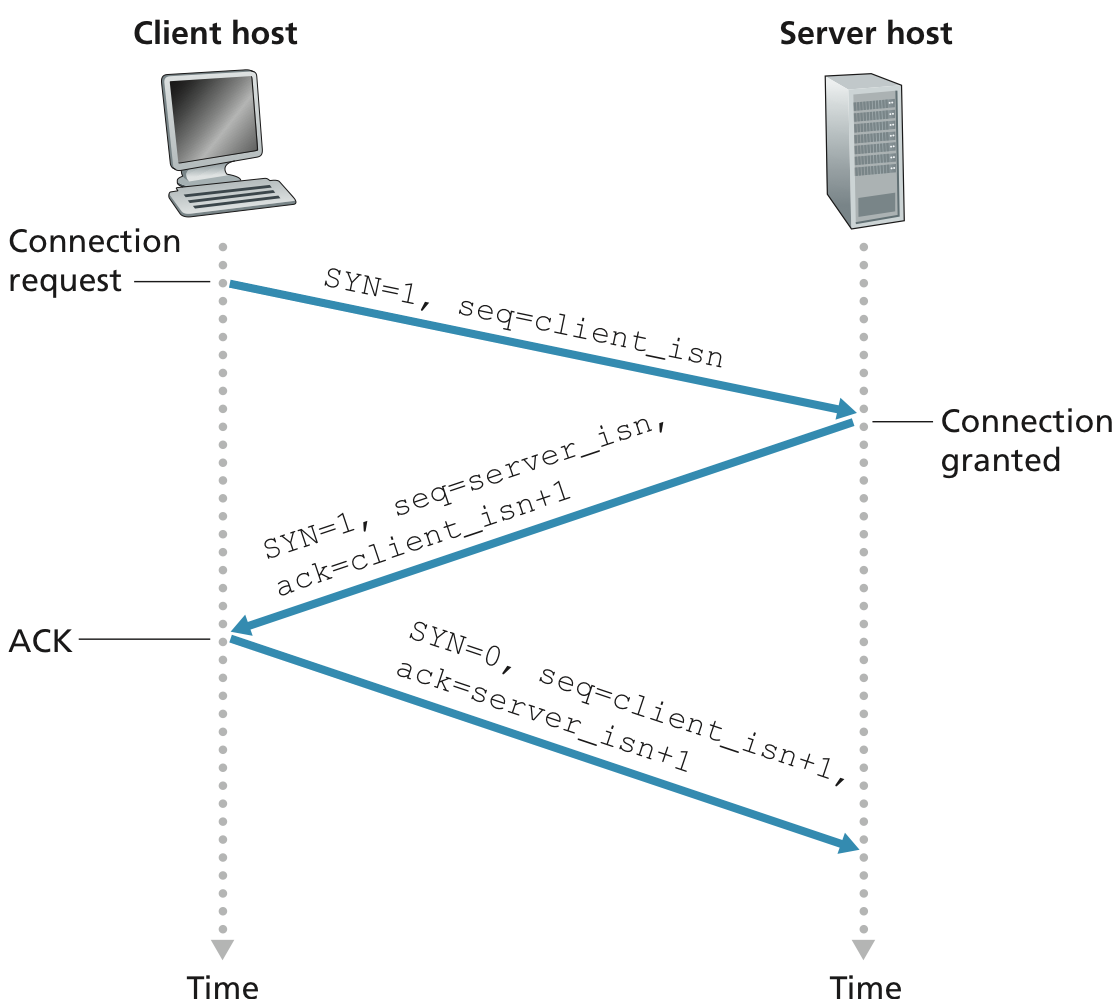 Client host
Server host
Connection
request
SYN=1, seq=client_isn
Connection
granted
SYN=1, seq=server_isn,
ack=client_isn+1
ACK
SYN=0, seq=client_isn+1,
ack=server_isn+1
Time
Time